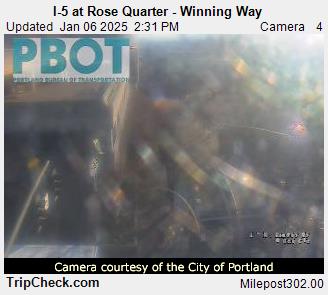 I-5 at Rose Quarter - Winning Way
Updated Jan 06 2025 2:31 PM Camera 4
PBOT
PORTLAND BUREAU OF TRANSPORTATION
Camera courtesy of the City of Portland
TripCheck.com Milepost302.00